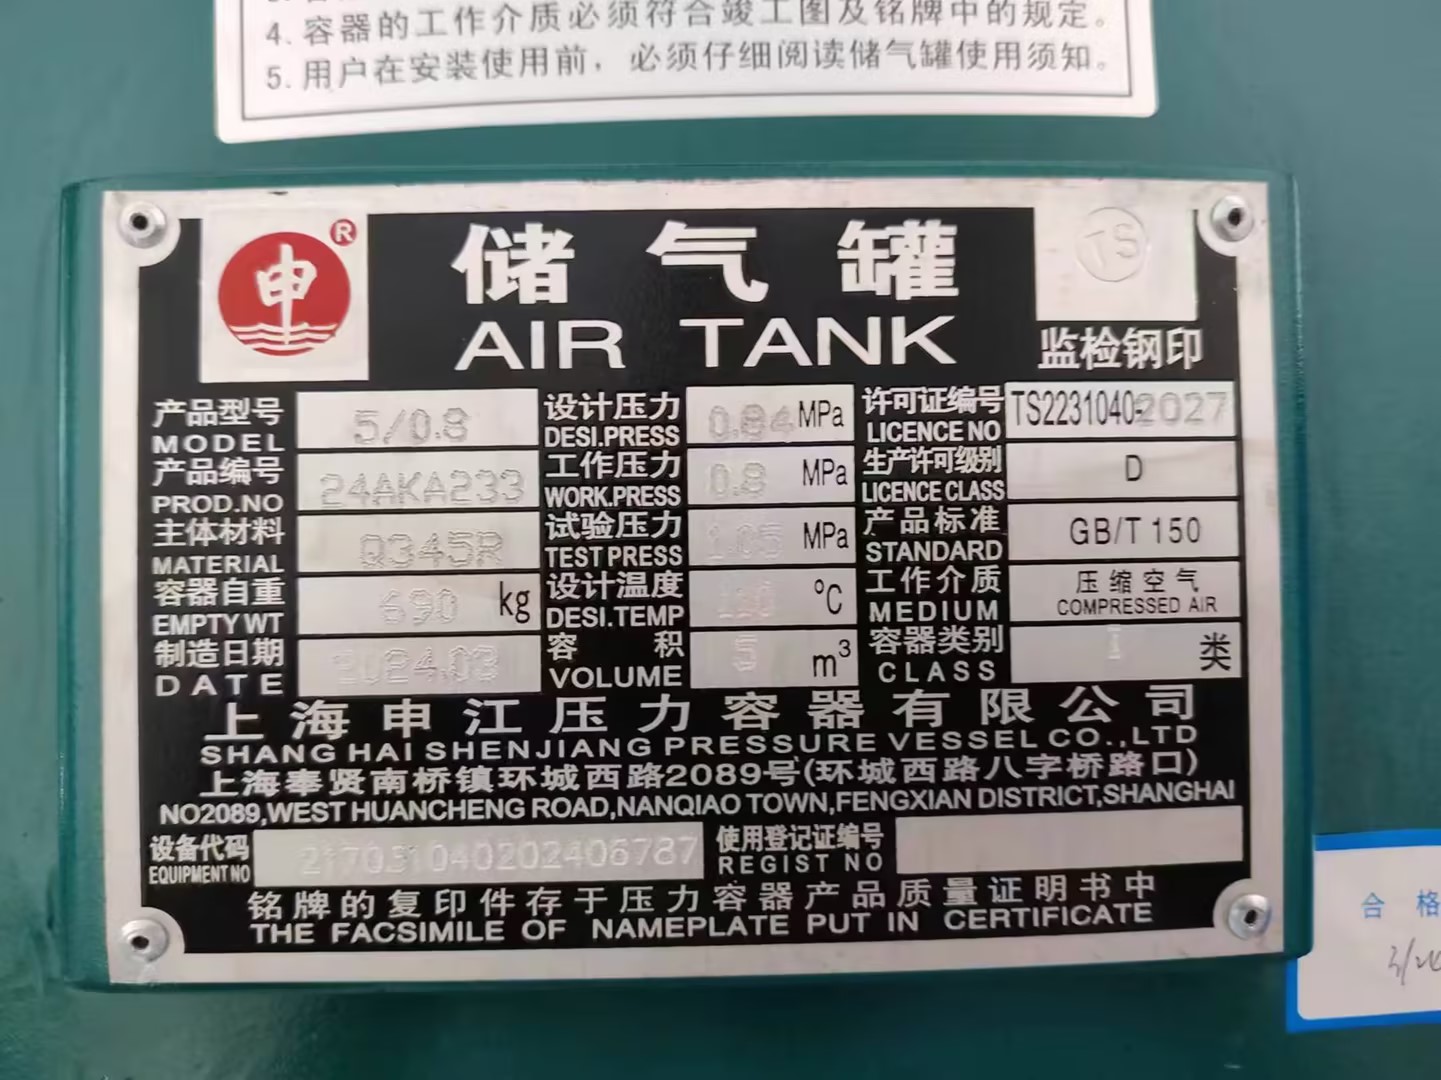 4. 容器的工作介质必须符合竣工图及铭牌中的规定。
5. 用户在安装使用前，必须仔细阅读储气罐使用须知。
申 ®
储气罐
AIR TANK
TS
监检钢印
产品型号 MODEL 5/0.8 设计压力 DESI.PRESS 0.84 MPa 许可证编号 LICENCE NO TS2231040-2027
产品编号 PROD.NO 24AKA233 工作压力 WORK.PRESS 0.8 MPa 生产许可级别 LICENCE CLASS D
主体材料 MATERIAL Q345R 试验压力 TEST PRESS 1.05 MPa 产品标准 STANDARD GB/T 150
容器自重 EMPTY WT 690 kg 设计温度 DESI.TEMP ℃ 工作介质 MEDIUM 压缩空气 COMPRESSED AIR
制造日期 DATE 2024.03 容积 VOLUME 5 m³ 容器类别 CLASS I 类
上海申江压力容器有限公司
SHANG HAI SHENJIANG PRESSURE VESSEL CO.,LTD
上海奉贤南桥镇环城西路2089号(环城西路八字桥路口)
NO2089,WEST HUANCHENG ROAD,NANQIAO TOWN,FENGXIAN DISTRICT,SHANGHAI
设备代码 EQUIPMENT NO 217031040202406787 使用登记证编号 REGIST NO
铭牌的复印件存于压力容器产品质量证明书中
THE FACSIMILE OF NAMEPLATE PUT IN CERTIFICATE
合格